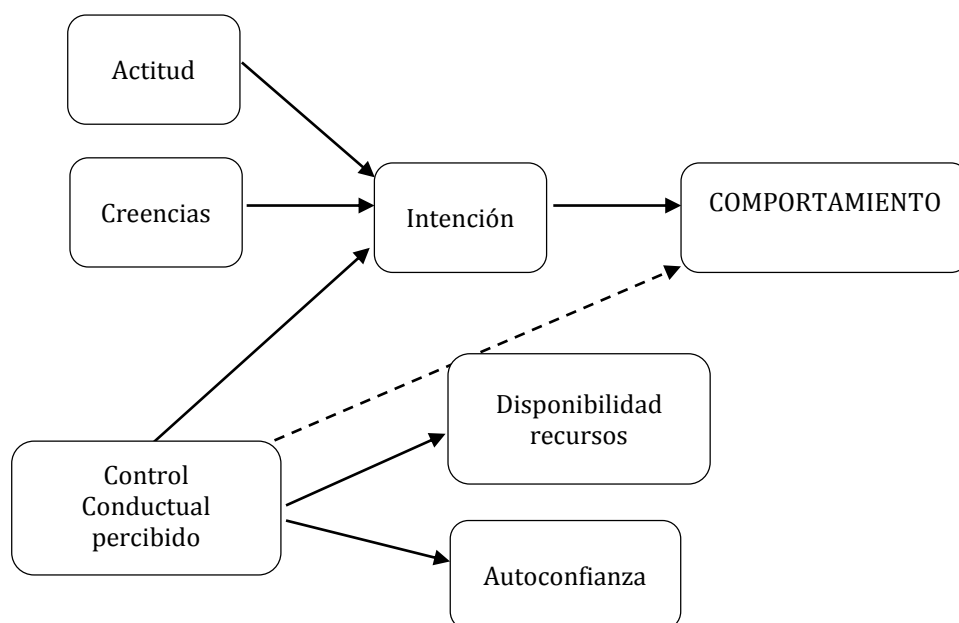 Actitud
Creencias
Intención
COMPORTAMIENTO
Disponibilidad
recursos
Control
Conductual
percibido
Autoconfianza